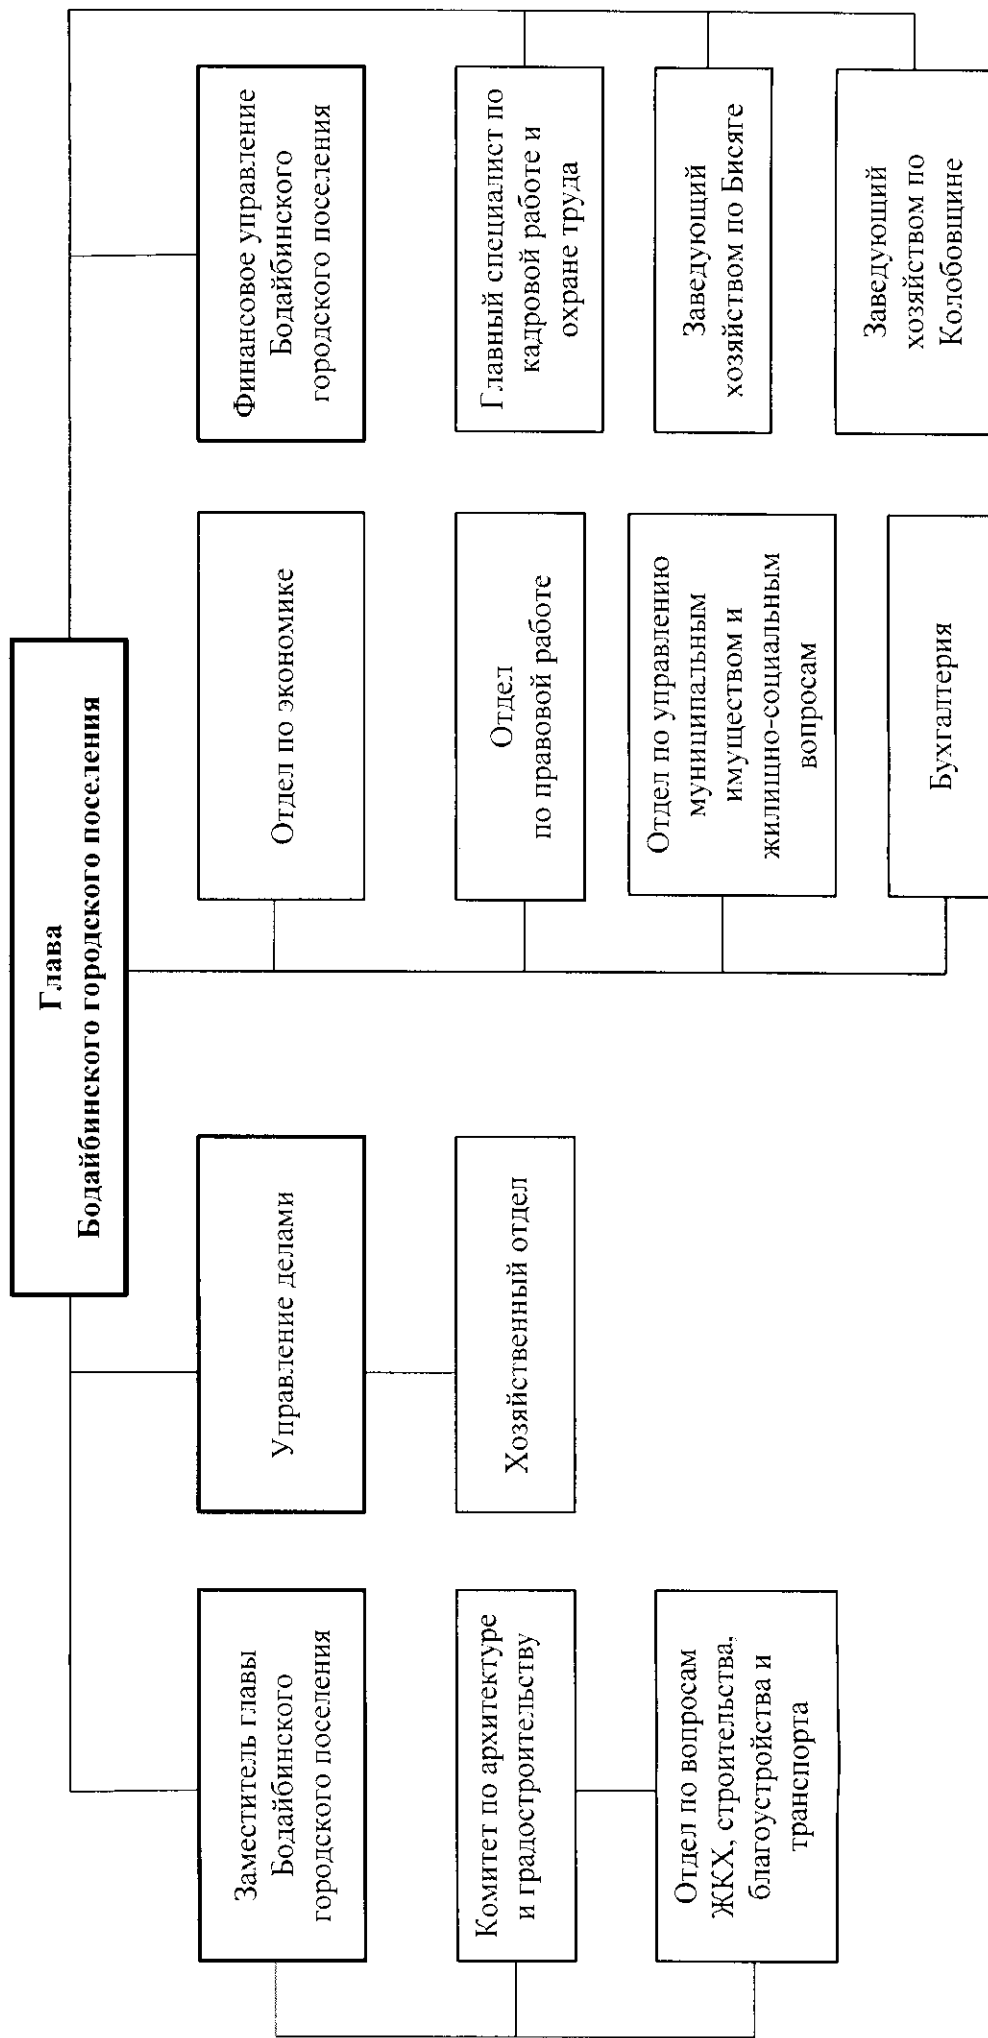 Глава
Бодайбинского городского поселения
Заместитель главы
Бодайбинского
городского поселения
Управление делами
Отдел по экономике
Финансовое управление
Бодайбинского
городского поселения
Комитет по архитектуре
и градостроительству
Хозяйственный отдел
Отдел
по правовой работе
Главный специалист по
кадровой работе и
охране труда
Отдел по вопросам
ЖКХ, строительства,
благоустройства и
транспорта
Отдел по управлению
муниципальным
имуществом и
жилищно-социальным
вопросам
Заведующий
хозяйством по Бисяге
Бухгалтерия
Заведующий
хозяйством по
Колобовщине